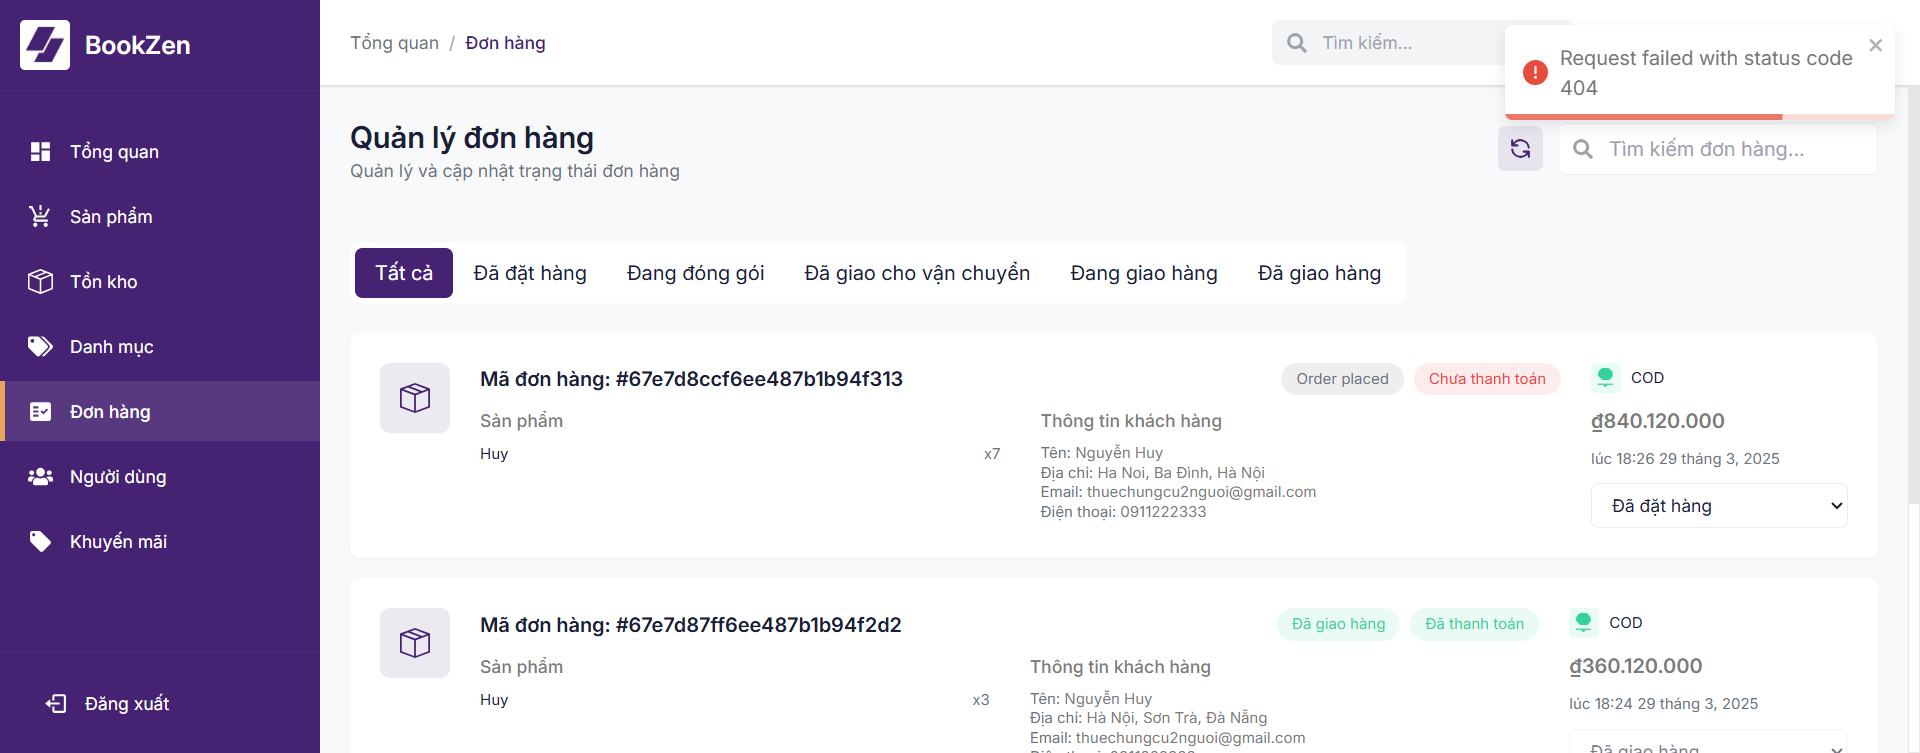 BookZen
Tổng quan
Sản phẩm
Tồn kho
Danh mục
Đơn hàng
Người dùng
Khuyến mãi
Đăng xuất
Tổng quan / Đơn hàng
Tìm kiếm...
Request failed with status code
404
Quản lý đơn hàng
Quản lý và cập nhật trạng thái đơn hàng
Tìm kiếm đơn hàng...
Tất cả Đã đặt hàng Đang đóng gói Đã giao cho vận chuyển Đang giao hàng Đã giao hàng
Mã đơn hàng: #67e7d8ccf6ee487b1b94f313
Order placed
Chưa thanh toán
COD
Sản phẩm
Huy x7
Thông tin khách hàng
Tên: Nguyễn Huy
Địa chỉ: Ha Noi, Ba Đình, Hà Nội
Email: thuechungcu2nguoi@gmail.com
Điện thoại: 0911222333
₫840.120.000
lúc 18:26 29 tháng 3, 2025
Đã đặt hàng
Mã đơn hàng: #67e7d87ff6ee487b1b94f2d2
Đã giao hàng
Đã thanh toán
COD
Sản phẩm
Huy x3
Thông tin khách hàng
Tên: Nguyễn Huy
Địa chỉ: Hà Nội, Sơn Trà, Đà Nẵng
Email: thuechungcu2nguoi@gmail.com
₫360.120.000
lúc 18:24 29 tháng 3, 2025
Đã giao hàng